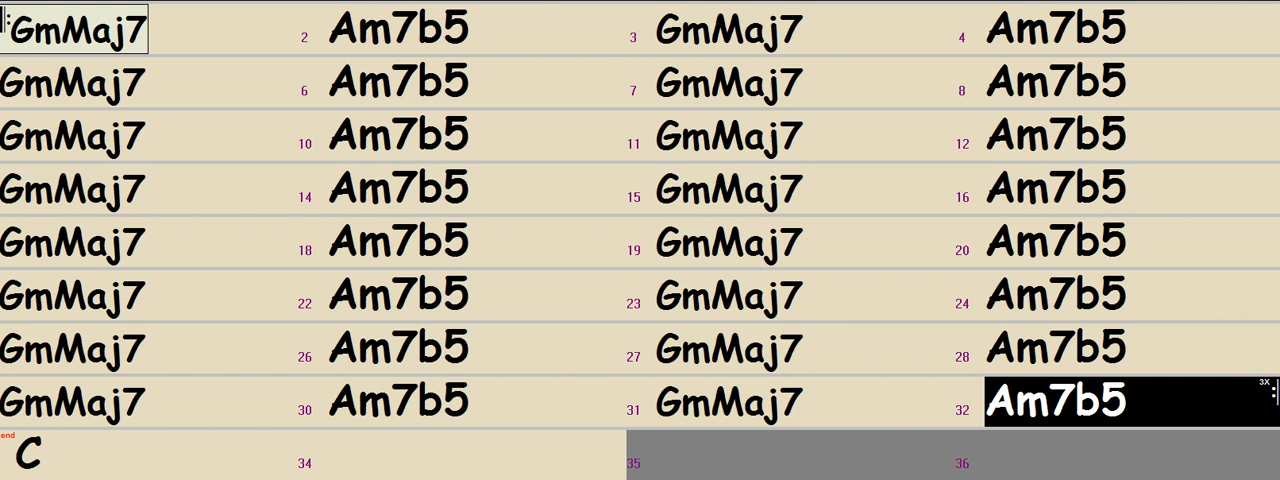 GmMaj7 2 Am7b5 3 GmMaj7 4 Am7b5
GmMaj7 6 Am7b5 7 GmMaj7 8 Am7b5
GmMaj7 10 Am7b5 11 GmMaj7 12 Am7b5
GmMaj7 14 Am7b5 15 GmMaj7 16 Am7b5
GmMaj7 18 Am7b5 19 GmMaj7 20 Am7b5
GmMaj7 22 Am7b5 23 GmMaj7 24 Am7b5
GmMaj7 26 Am7b5 27 GmMaj7 28 Am7b5
GmMaj7 30 Am7b5 31 GmMaj7 32 Am7b5 3X
end C 34 35 36